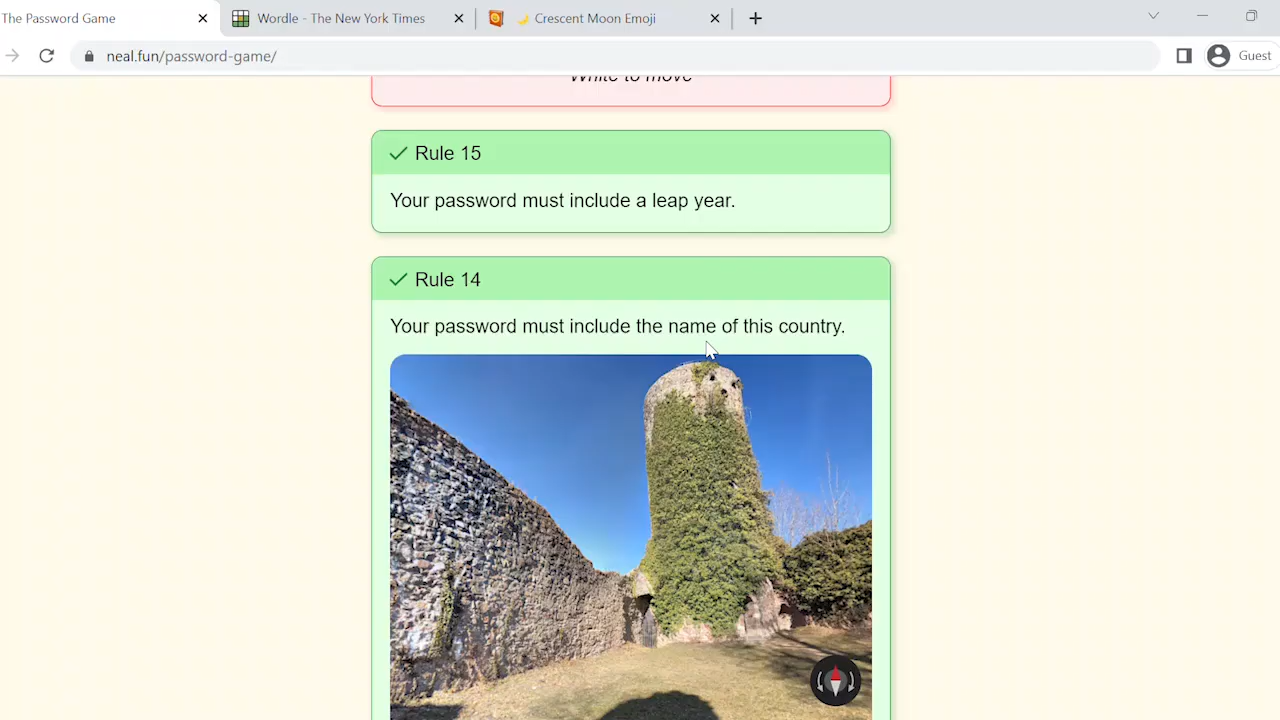 The Password Game
Wordle - The New York Times
🌙 Crescent Moon Emoji
neal.fun/password-game/
Guest
White to move
Rule 15
Your password must include a leap year.
Rule 14
Your password must include the name of this country.